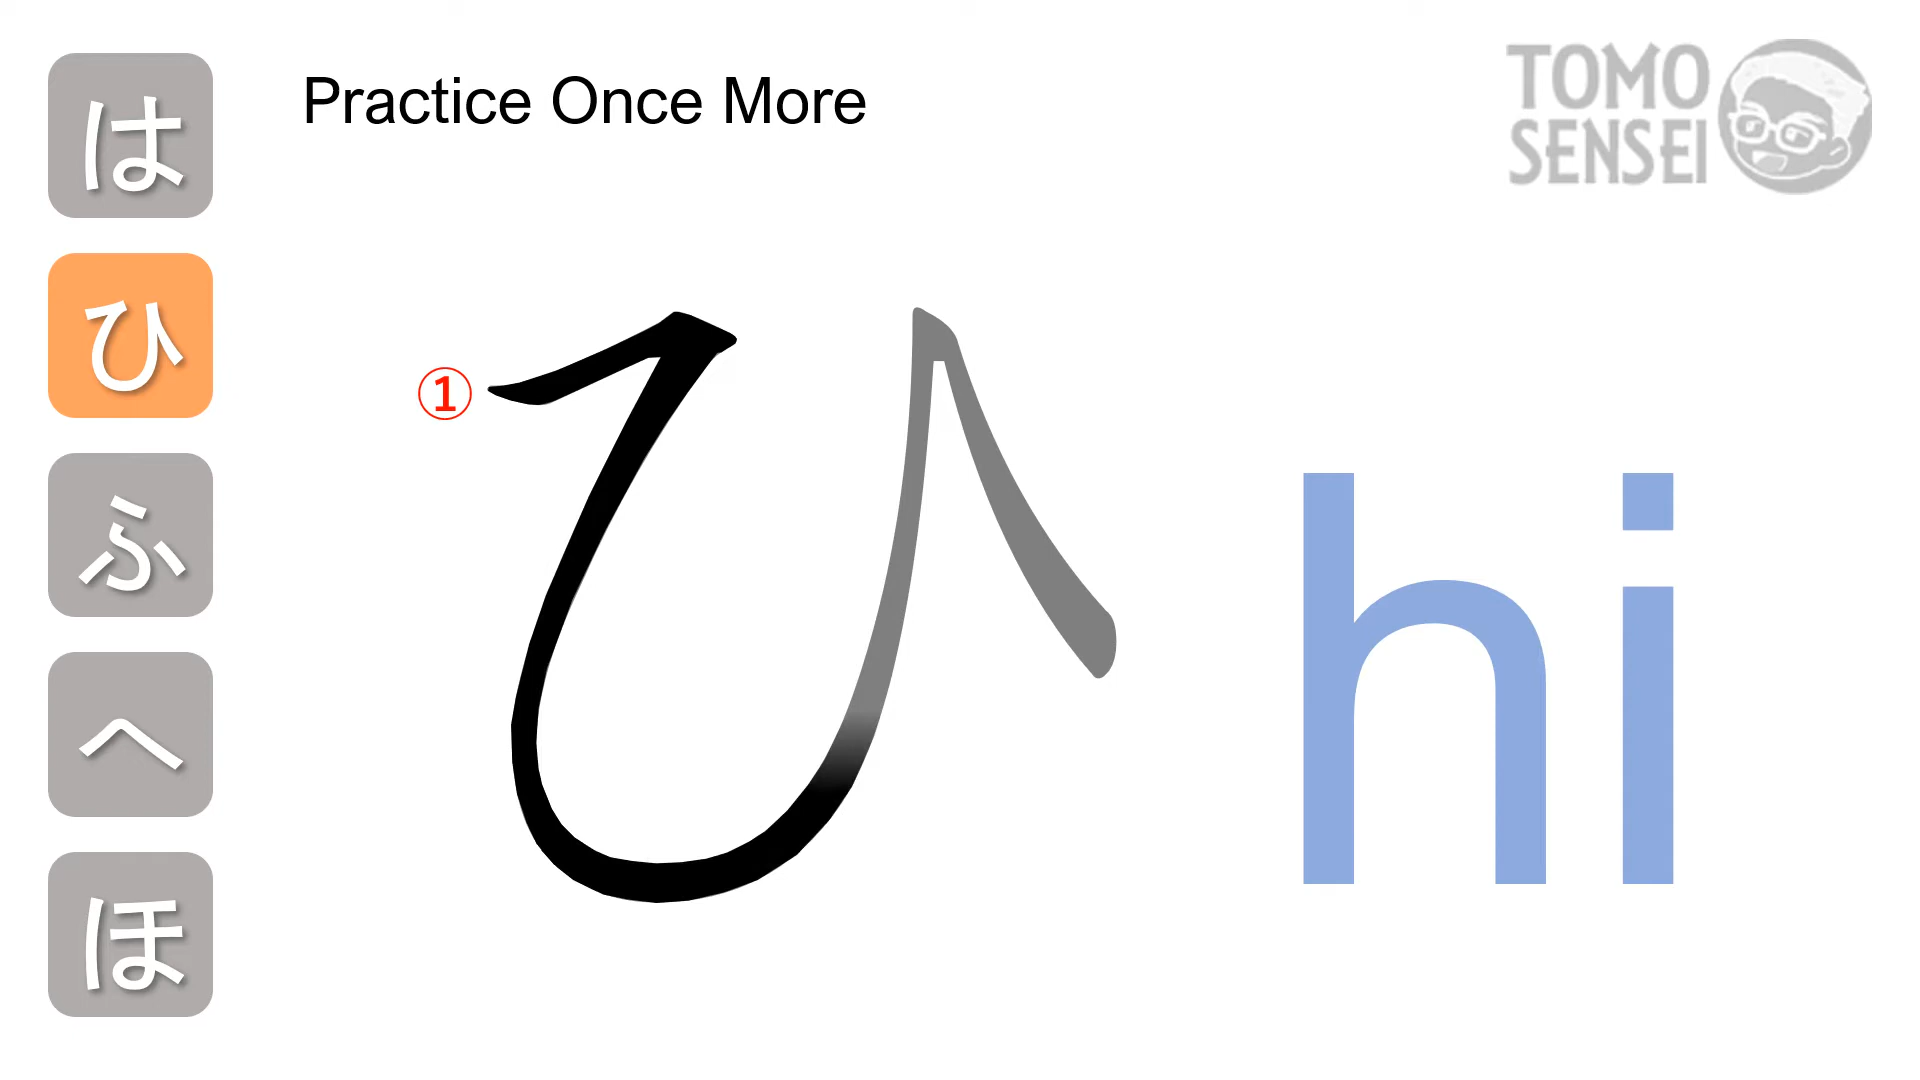 Practice Once More
TOMO
SENSEI
は
ひ
ふ
へ
ほ
①
ひ
hi